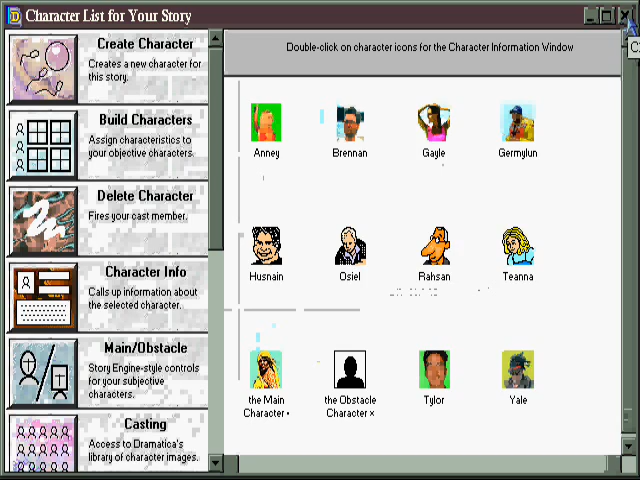 Character List for Your Story
Create Character
Creates a new character for
this story.
Build Characters
Assign characteristics to
your objective characters.
Delete Character
Fires your cast member.
Character Info
Calls up information about
the selected character.
Main/Obstacle
Story Engine-style controls
for your subjective
characters.
Casting
Access to Dramatica's
library of character images.
Double-click on character icons for the Character Information Window
Anney
Brennan
Gayle
Germylun
Husnain
Osiel
Rahsan
Teanna
the Main
Character •
the Obstacle
Character ×
Tylor
Yale